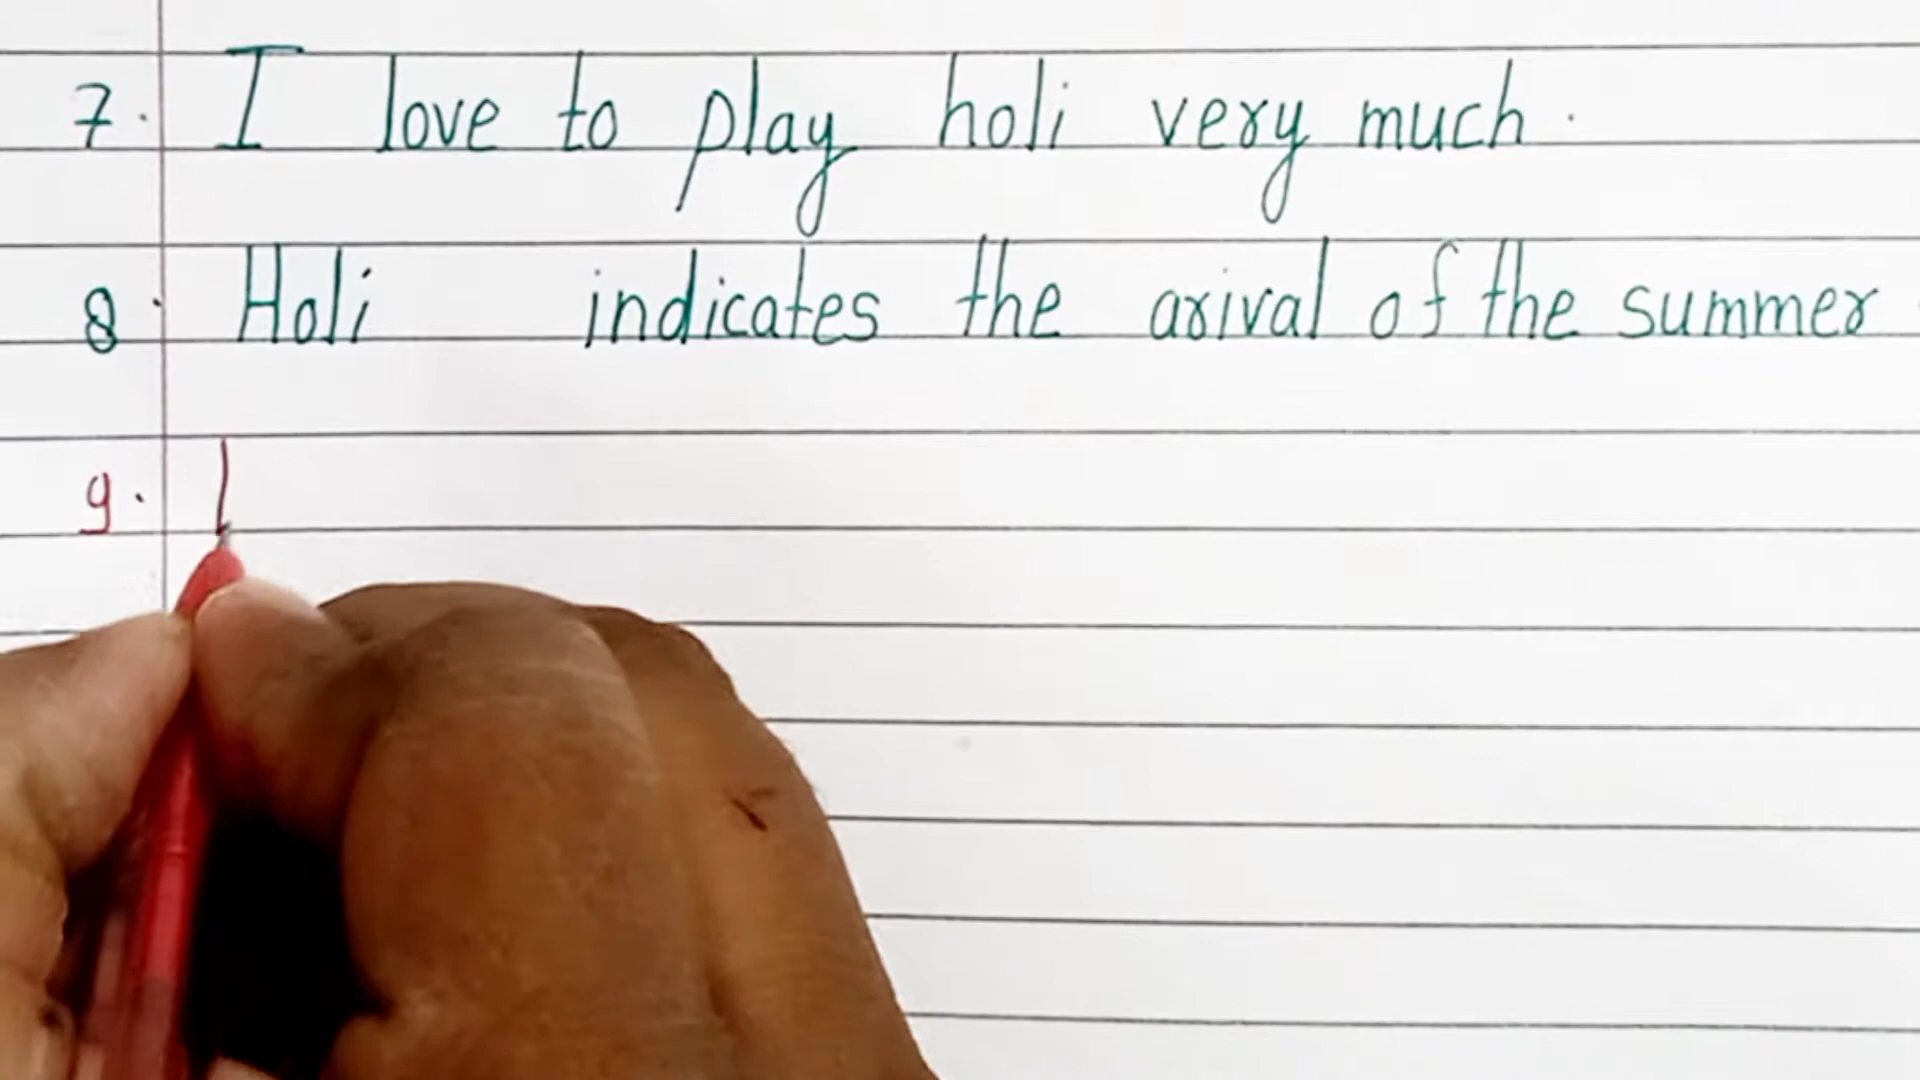 7. I love to play holi very much.
8. Holi indicates the arival of the summer
9.